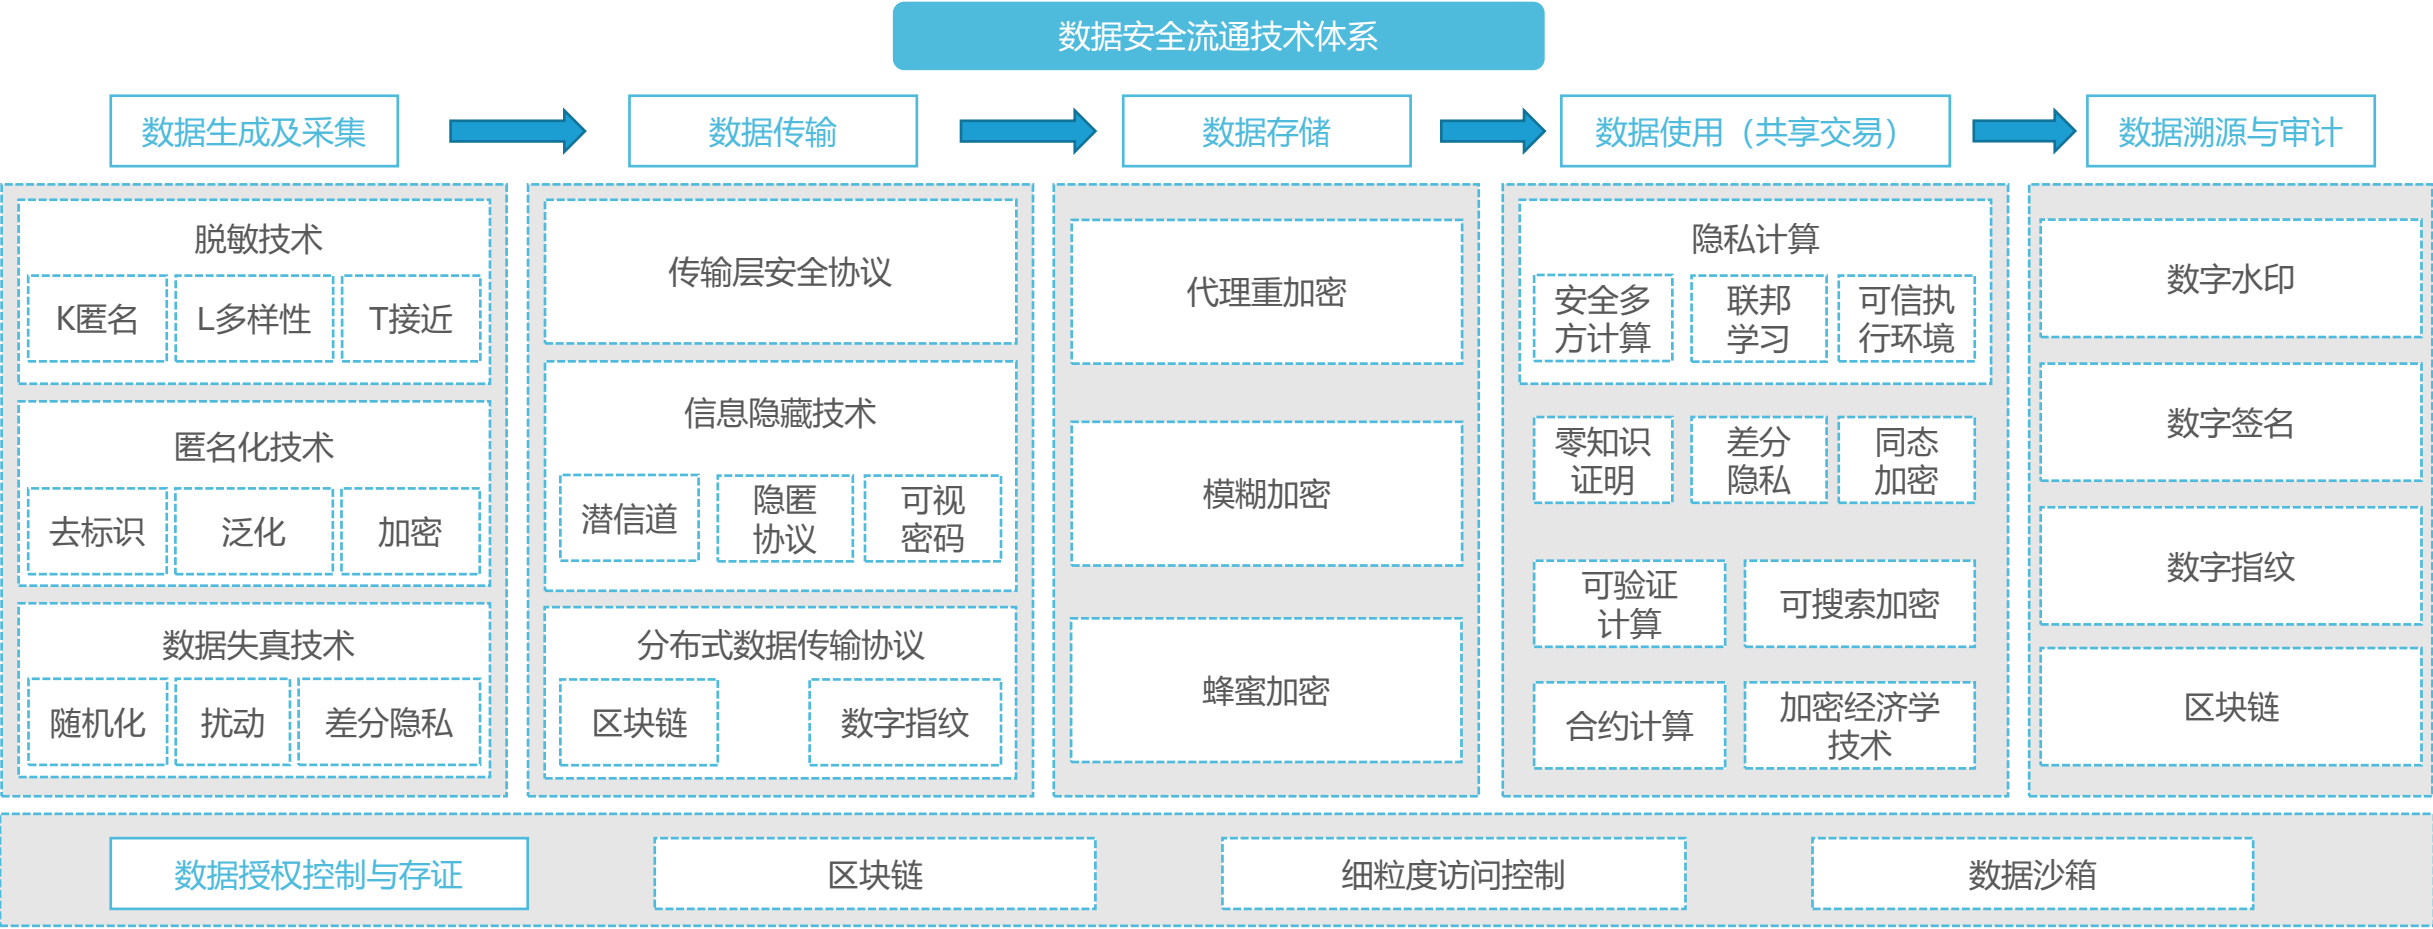 数据安全流通技术体系
数据生成及采集
数据传输
数据存储
数据使用（共享交易）
数据溯源与审计
脱敏技术
K匿名
L多样性
T接近
匿名化技术
去标识
泛化
加密
数据失真技术
随机化
扰动
差分隐私
传输层安全协议
信息隐藏技术
潜信道
隐匿
协议
可视
密码
分布式数据传输协议
区块链
数字指纹
代理重加密
模糊加密
蜂蜜加密
隐私计算
安全多
方计算
联邦
学习
可信执
行环境
零知识
证明
差分
隐私
同态
加密
可验证
计算
可搜索加密
合约计算
加密经济学
技术
数字水印
数字签名
数字指纹
区块链
数据授权控制与存证
区块链
细粒度访问控制
数据沙箱